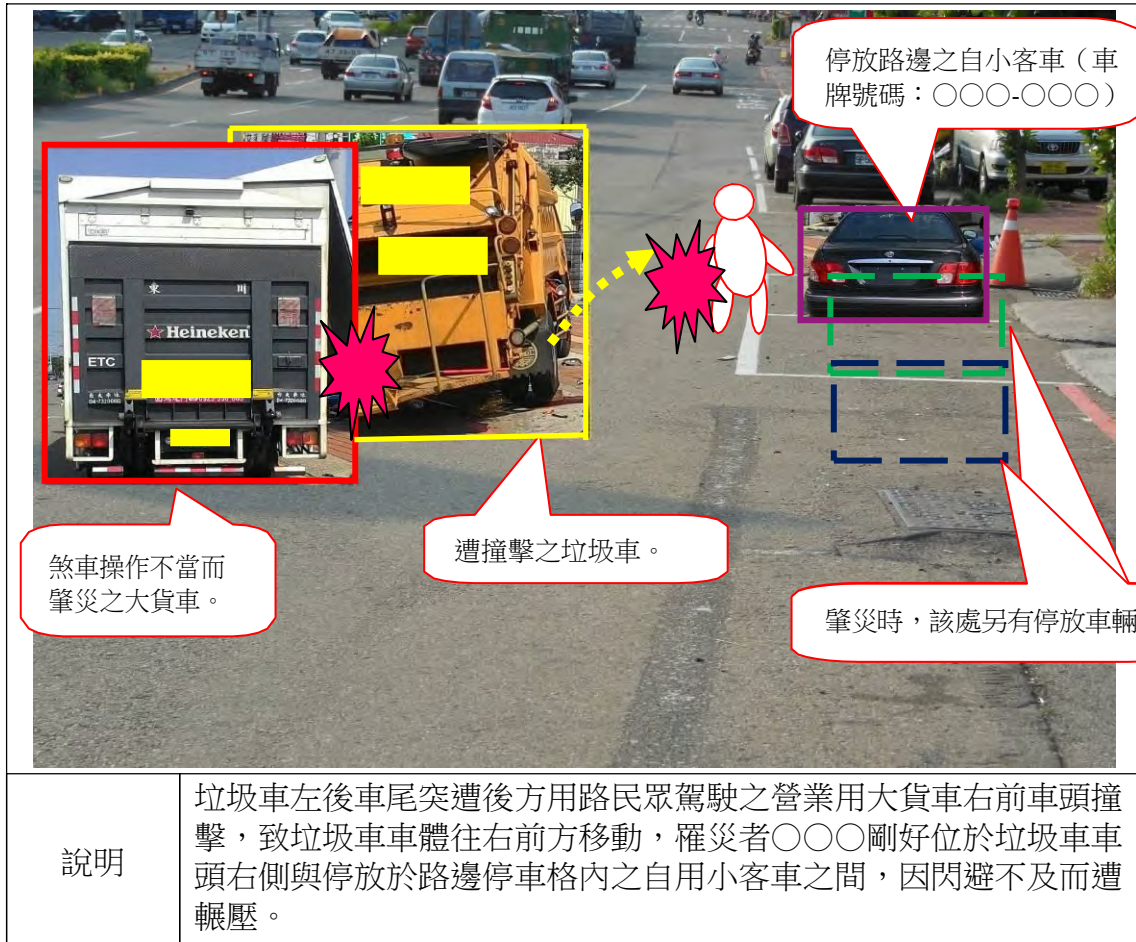 停放路邊之自小客車（車
牌號碼：○○○-○○○）
東 川
Heineken
ETC
煞車操作不當而
肇災之大貨車。
遭撞擊之垃圾車。
肇災時，該處另有停放車輛
說明
垃圾車左後車尾突遭後方用路民眾駕駛之營業用大貨車右前車頭撞
擊，致垃圾車車體往右前方移動，罹災者○○○剛好位於垃圾車車
頭右側與停放於路邊停車格內之自用小客車之間，因閃避不及而遭
輾壓。